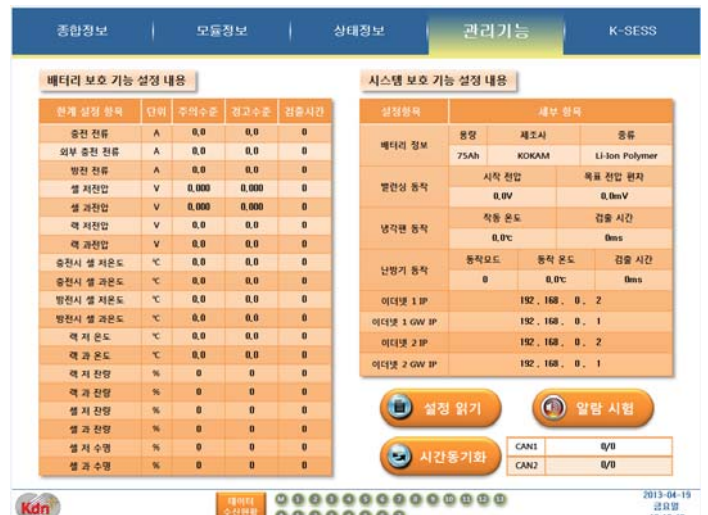 종합정보 모듈정보 상태정보 관리기능 K-SESS
배터리 보호 기능 설정 내용
한계 설정 항목 단위 주의수준 경고수준 검출시간
충전 전류 A 0,0 0,0 0
외부 충전 전류 A 0,0 0,0 0
방전 전류 A 0,0 0,0 0
셀 저전압 V 0,000 0,000 0
셀 과전압 V 0,000 0,000 0
랙 저전압 V 0,0 0,0 0
랙 과전압 V 0,0 0,0 0
충전시 셀 저온도 ℃ 0,0 0,0 0
충전시 셀 과온도 ℃ 0,0 0,0 0
방전시 셀 저온도 ℃ 0,0 0,0 0
방전시 셀 과온도 ℃ 0,0 0,0 0
랙 저 온도 ℃ 0,0 0,0 0
랙 과 온도 ℃ 0,0 0,0 0
랙 저 잔량 % 0 0 0
랙 과 잔량 % 0 0 0
셀 저 잔량 % 0 0 0
셀 과 잔량 % 0 0 0
셀 저 수명 % 0 0 0
셀 과 수명 % 0 0 0
시스템 보호 기능 설정 내용
설정항목 세부 항목
배터리 정보
용량 제조사 종류
75Ah KOKAM Li-Ion Polymer
밸런싱 동작
시작 전압 목표 전압 편차
0,0V 0,0mV
냉각팬 동작
작동 온도 검출 시간
0,0℃ 0ms
난방기 동작
동작모드 동작 온도 검출 시간
0 0,0℃ 0ms
이더넷 1 IP 192 , 168 , 0 , 2
이더넷 1 GW IP 192 , 168 , 0 , 1
이더넷 2 IP 192 , 168 , 0 , 2
이더넷 2 GW IP 192 , 168 , 0 , 1
설정 읽기 알람 시험
시간동기화
CAN1 0/0
CAN2 0/0
Kdn
데이터
M 1 2 3 4 5 6 7 8 9 10 11 12 13
2013-04-19
금요일